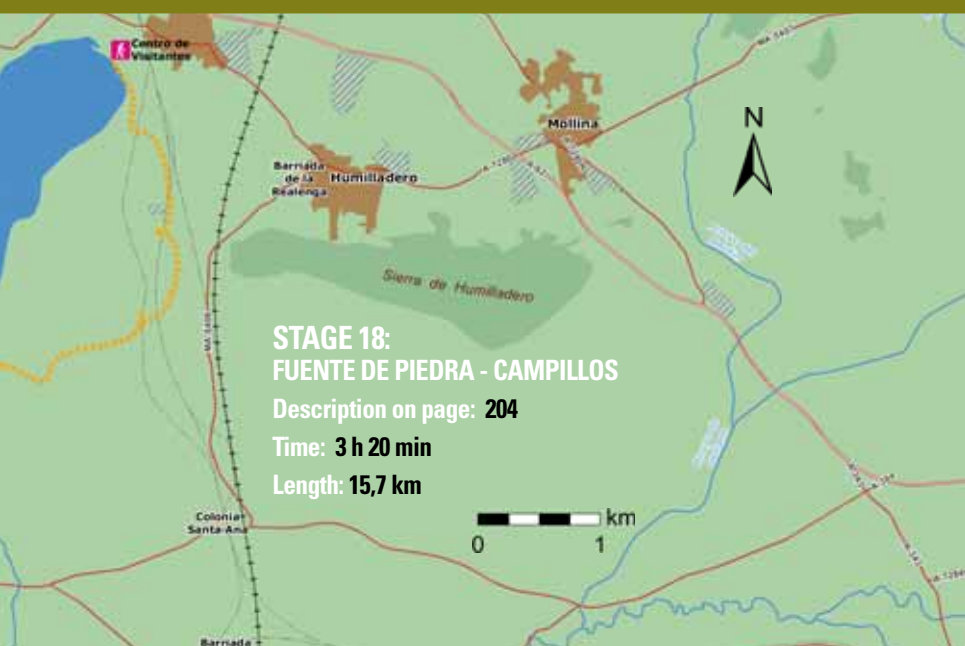 Centro de
Visitantes
N
Mollina
Barriada
de la
Realenga
Humilladero
Sierra de Humilladero
STAGE 18:
FUENTE DE PIEDRA - CAMPILLOS
Description on page: 204
Time: 3 h 20 min
Length: 15,7 km
Colonia
Santa Ana
km
0 1
Barriada